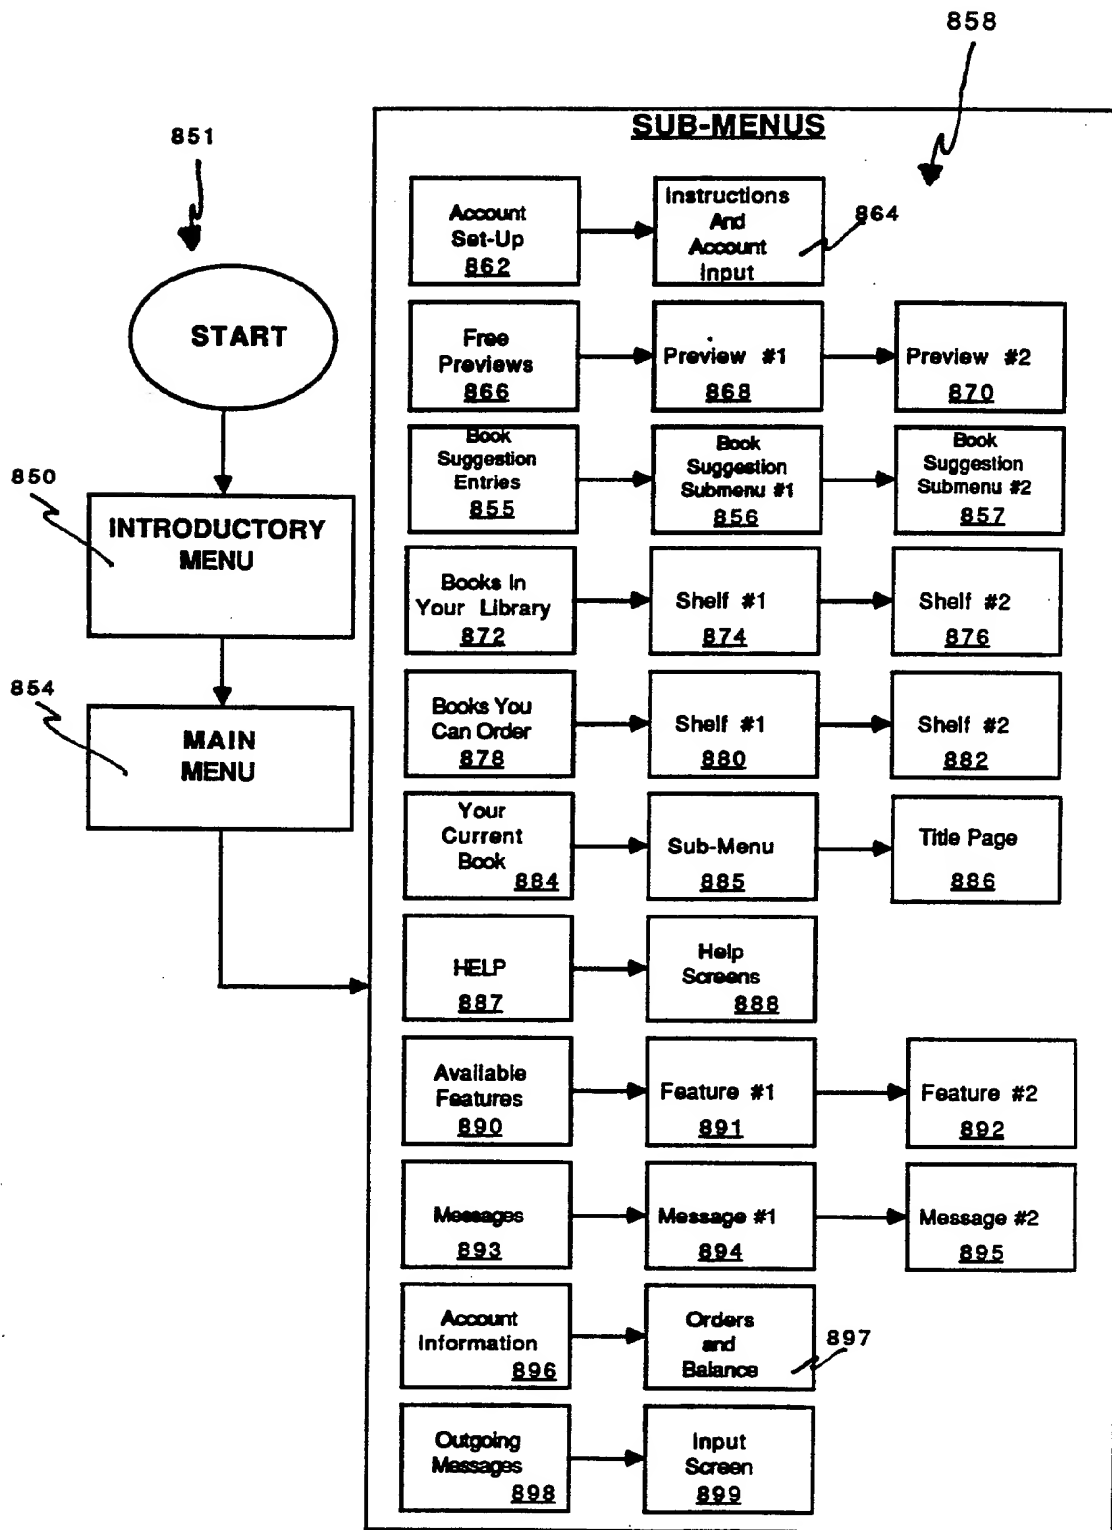 858
SUB-MENUS
851
START
850
INTRODUCTORY
MENU
854
MAIN
MENU
Account
Set-Up
862
Instructions
And
Account
Input
864
Free
Previews
866
Preview #1
868
Preview #2
870
Book
Suggestion
Entries
855
Book
Suggestion
Submenu #1
856
Book
Suggestion
Submenu #2
857
Books In
Your Library
872
Shelf #1
874
Shelf #2
876
Books You
Can Order
878
Shelf #1
880
Shelf #2
882
Your
Current
Book
884
Sub-Menu
885
Title Page
886
HELP
887
Help
Screens
888
Available
Features
890
Feature #1
891
Feature #2
892
Messages
893
Message #1
894
Message #2
895
Account
Information
896
Orders
and
Balance
897
Outgoing
Messages
898
Input
Screen
899